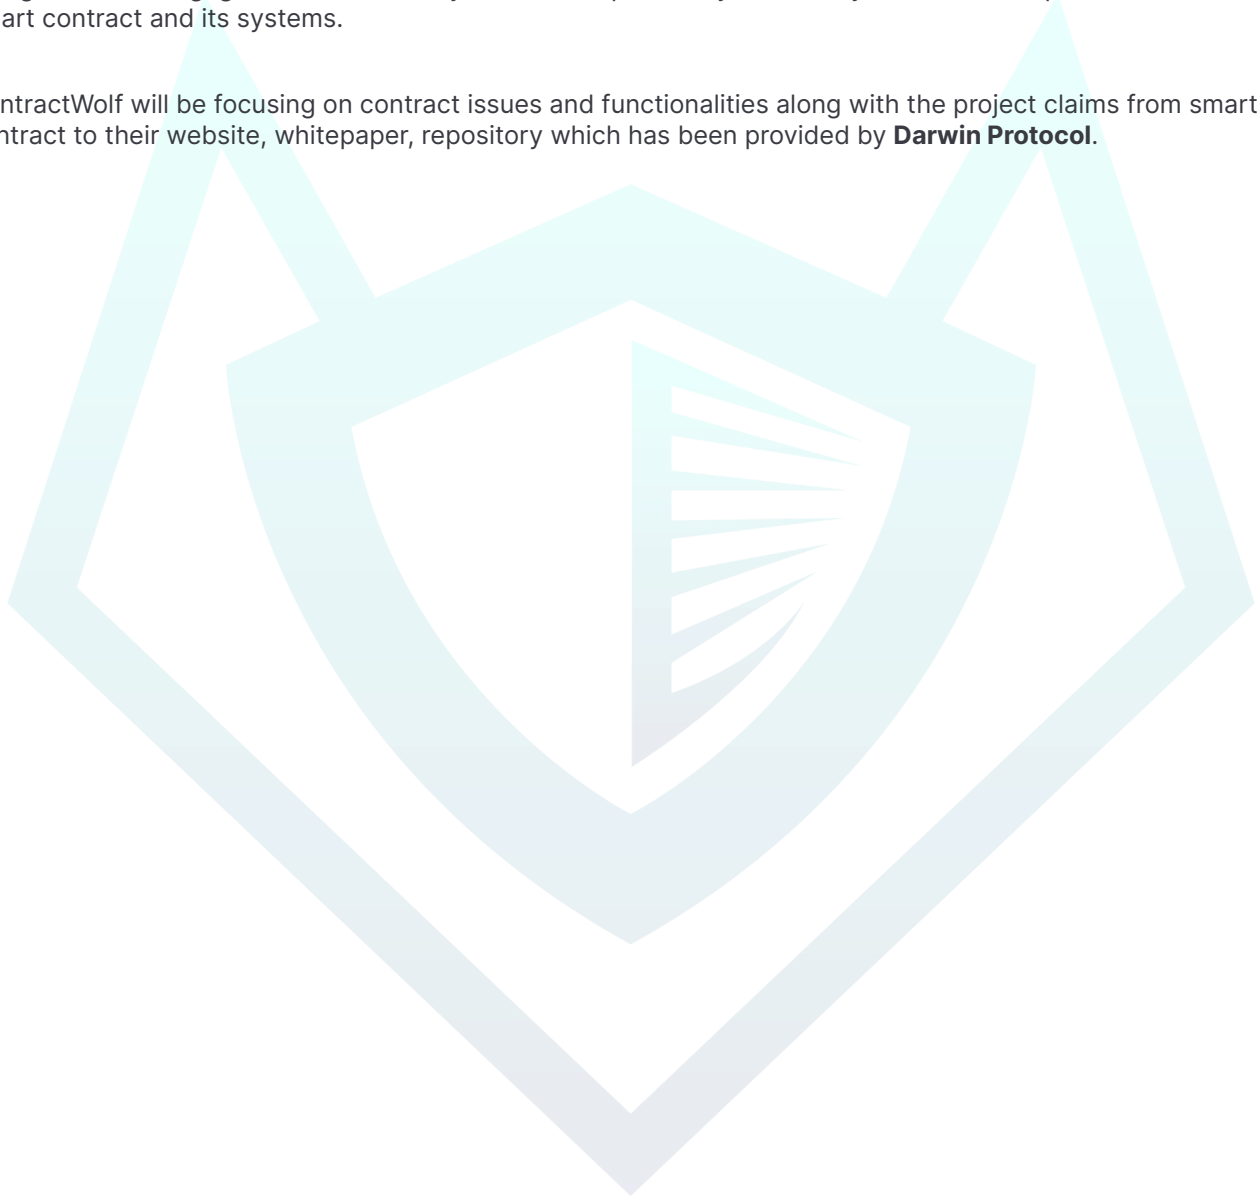 art contract and its systems.
ntractWolf will be focusing on contract issues and functionalities along with the project claims from smart
ntract to their website, whitepaper, repository which has been provided by Darwin Protocol.